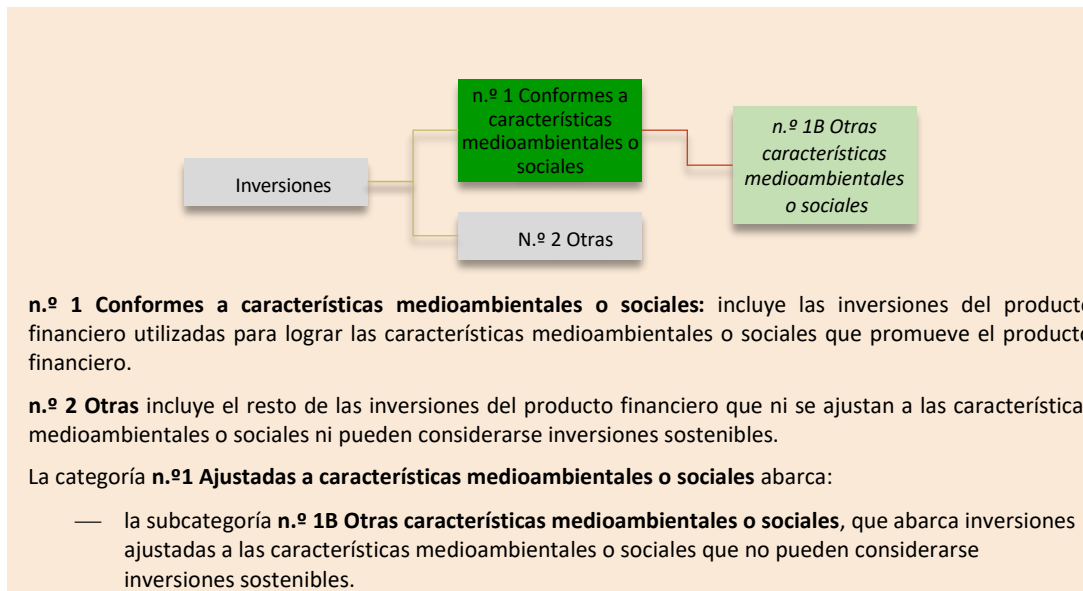 n.º 1 Conformes a
características
medioambientales o
sociales
n.º 1B Otras
características
medioambientales
o sociales
Inversiones
N.º 2 Otras
n.º 1 Conformes a características medioambientales o sociales: incluye las inversiones del product
financiero utilizadas para lograr las características medioambientales o sociales que promueve el product
financiero.
n.º 2 Otras incluye el resto de las inversiones del producto financiero que ni se ajustan a las característica
medioambientales o sociales ni pueden considerarse inversiones sostenibles.
La categoría n.º1 Ajustadas a características medioambientales o sociales abarca:
— la subcategoría n.º 1B Otras características medioambientales o sociales, que abarca inversiones
ajustadas a las características medioambientales o sociales que no pueden considerarse
inversiones sostenibles.